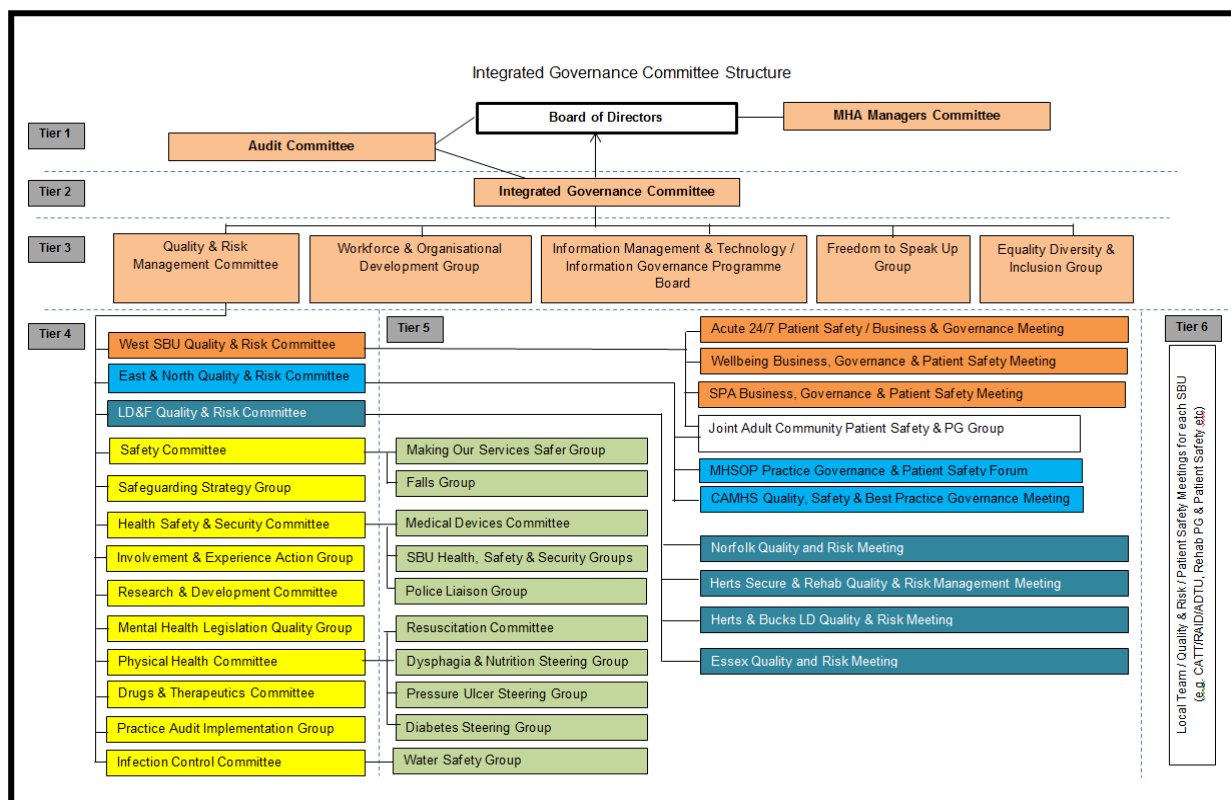 Integrated Governance Committee Structure
Tier 1
Board of Directors
MHA Managers Committee
Audit Committee
Tier 2
Integrated Governance Committee
Tier 3
Quality & Risk
Management Committee
Workforce & Organisational
Development Group
Information Management & Technology /
Information Governance Programme
Board
Freedom to Speak Up
Group
Equality Diversity &
Inclusion Group
Tier 4
West SBU Quality & Risk Committee
East & North Quality & Risk Committee
LD&F Quality & Risk Committee
Safety Committee
Safeguarding Strategy Group
Health Safety & Security Committee
Involvement & Experience Action Group
Research & Development Committee
Mental Health Legislation Quality Group
Physical Health Committee
Drugs & Therapeutics Committee
Practice Audit Implementation Group
Infection Control Committee
Tier 5
Making Our Services Safer Group
Falls Group
Medical Devices Committee
SBU Health, Safety & Security Groups
Police Liaison Group
Resuscitation Committee
Dysphagia & Nutrition Steering Group
Pressure Ulcer Steering Group
Diabetes Steering Group
Water Safety Group
Acute 24/7 Patient Safety / Business & Governance Meeting
Wellbeing Business, Governance & Patient Safety Meeting
SPA Business, Governance & Patient Safety Meeting
Joint Adult Community Patient Safety & PG Group
MHSOP Practice Governance & Patient Safety Forum
CAMHS Quality, Safety & Best Practice Governance Meeting
Norfolk Quality and Risk Meeting
Herts Secure & Rehab Quality & Risk Management Meeting
Herts & Bucks LD Quality & Risk Meeting
Essex Quality and Risk Meeting
Tier 6
Local Team / Quality & Risk / Patient Safety Meetings for each SBU
(e.g. CATT/RAID/ADTU, Rehab PG & Patient Safety etc)